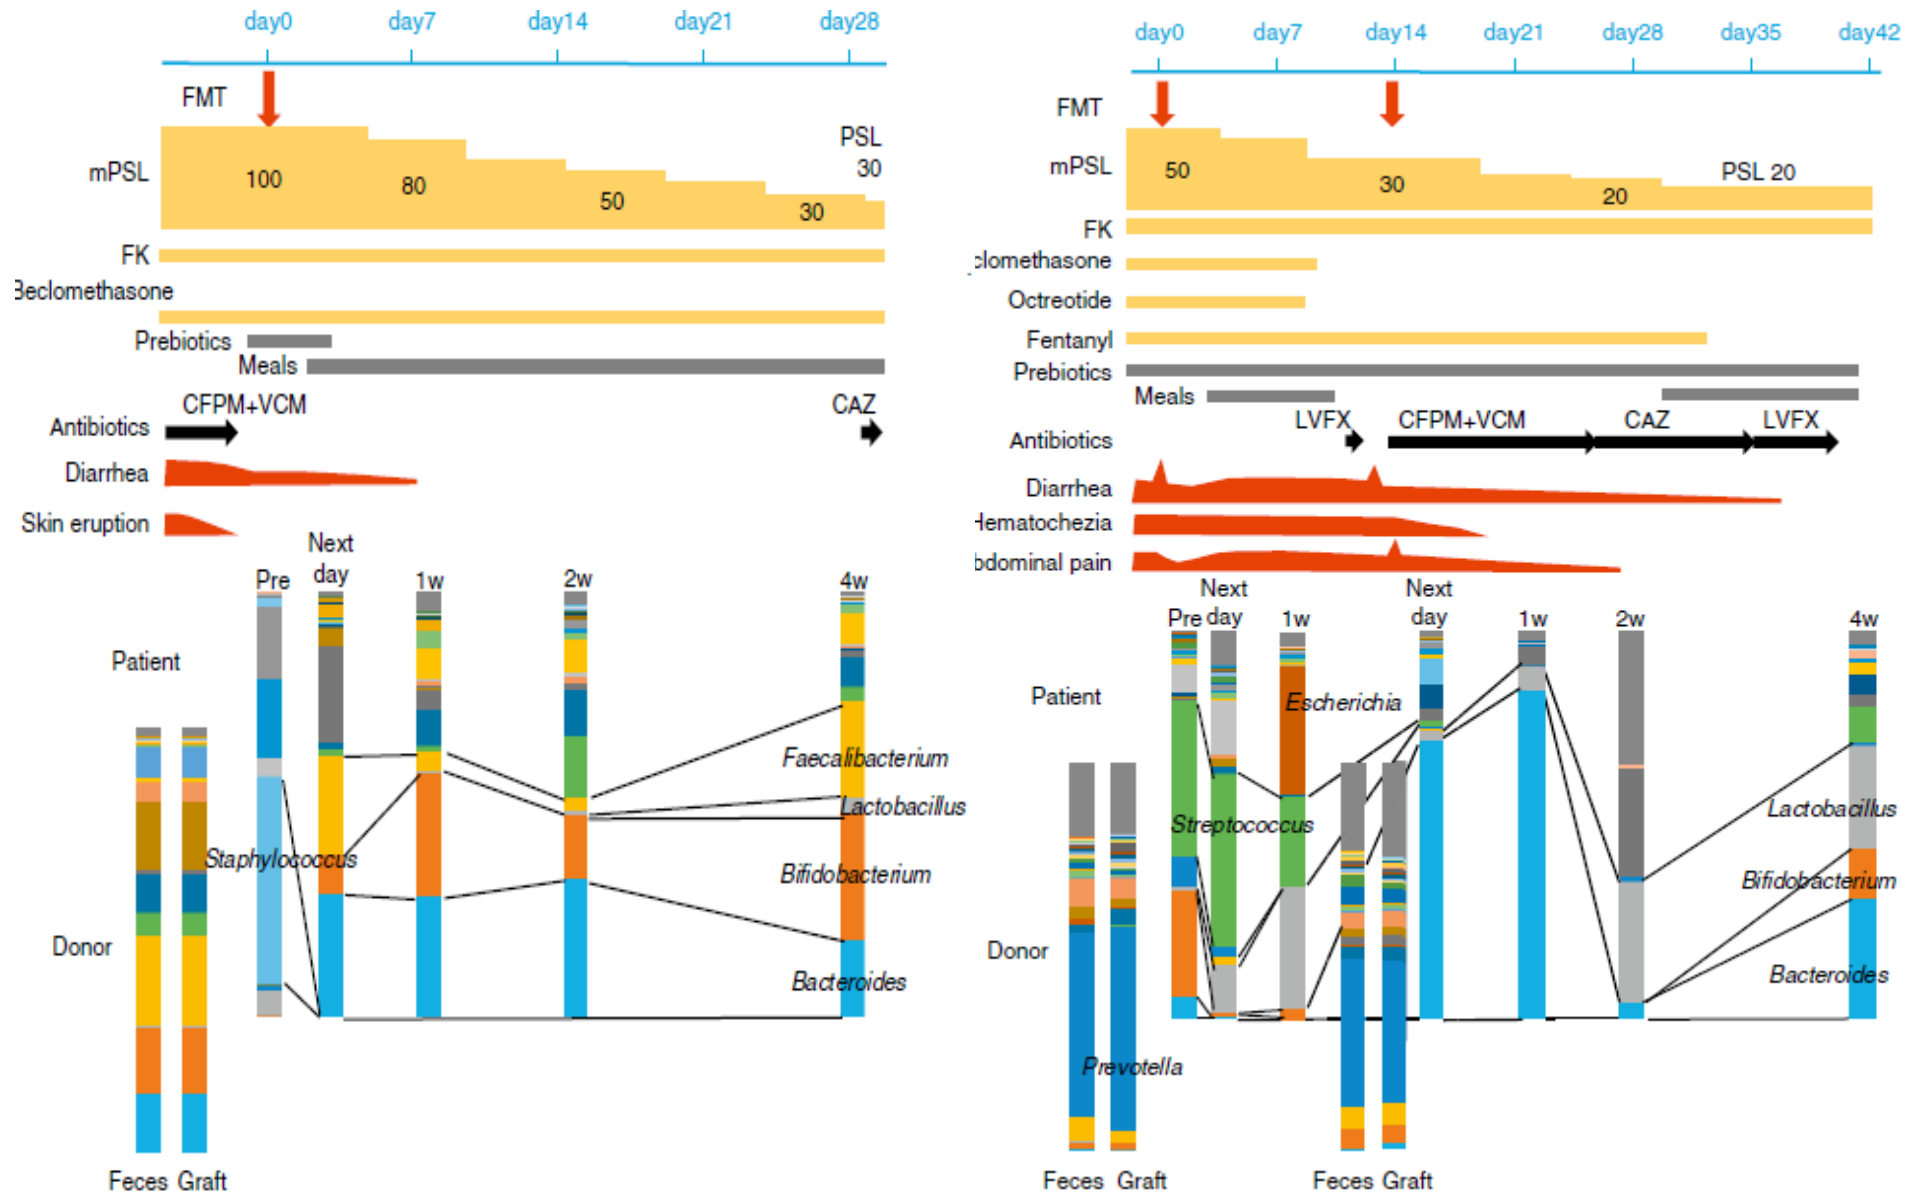 day0 day7 day14 day21 day28
FMT
mPSL
100
80
50
30
PSL
30
FK
Beclomethasone
Prebiotics
Meals
CFPM+VCM
CAZ
Antibiotics
Diarrhea
Skin eruption
Pre
Next
day
1w
2w
4w
Patient
Donor
Staphylococcus
Faecalibacterium
Lactobacillus
Bifidobacterium
Bacteroides
Feces Graft
day0 day7 day14 day21 day28 day35 day42
FMT
mPSL
50
30
20
PSL 20
FK
clomethasone
Octreotide
Fentanyl
Prebiotics
Meals
LVFX
CFPM+VCM
CAZ
LVFX
Antibiotics
Diarrhea
Hematochezia
bdominal pain
Pre
Next
day
1w
Next
day
1w
2w
4w
Patient
Donor
Escherichia
Streptococcus
Prevotella
Lactobacillus
Bifidobacterium
Bacteroides
Feces Graft
Feces Graft